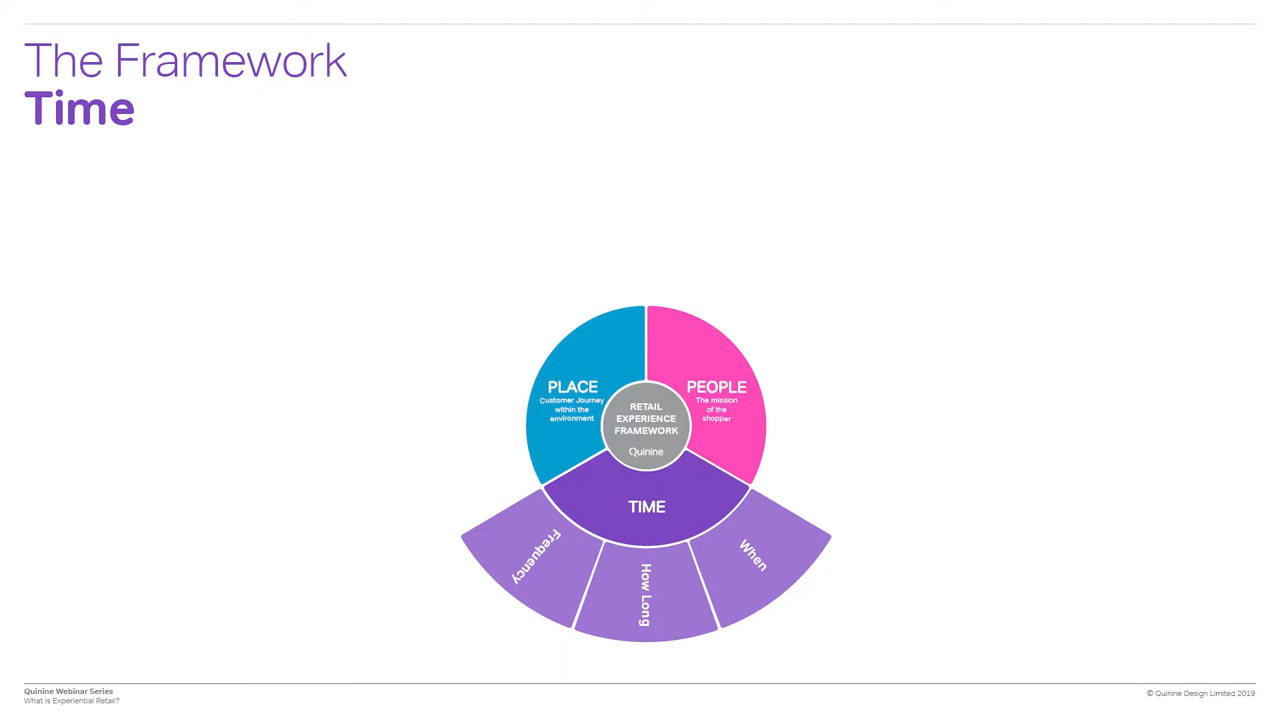 The Framework
Time
PLACE
Customer Journey
within the
environment
PEOPLE
The mission
of the
shopper
RETAIL
EXPERIENCE
FRAMEWORK
Quinine
TIME
Frequency
How Long
When
Quinine Webinar Series
What is Experiential Retail?
© Quinine Design Limited 2019